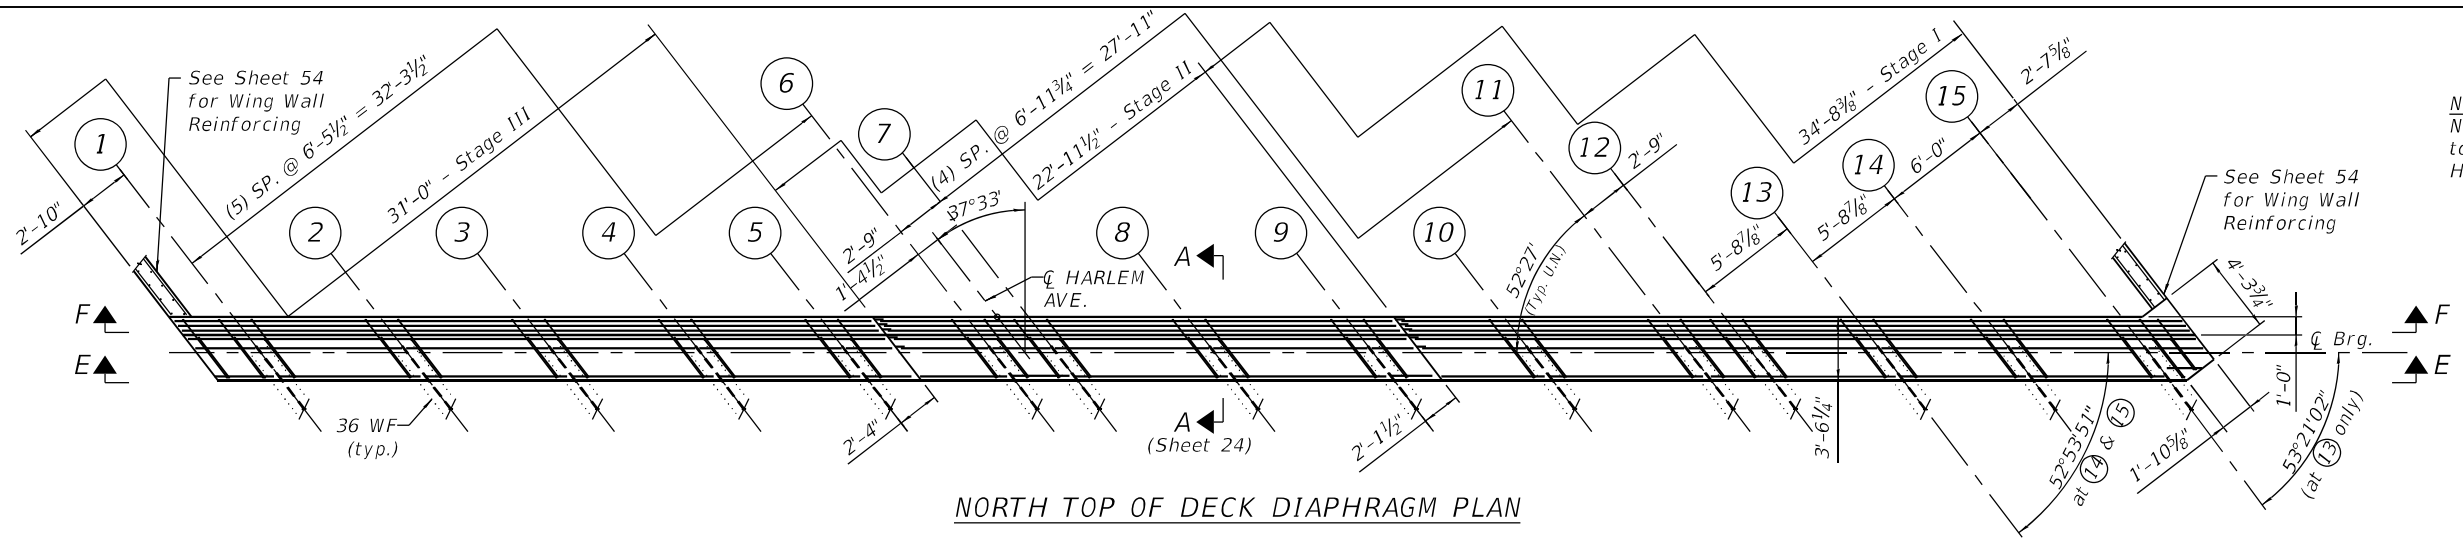 See Sheet 54
for Wing Wall
Reinforcing
1
2'-10"
(5) SP. @ 6'-5½" = 32'-3½"
31'-0" - Stage III
2
3
4
5
6
7
2'-9"
1'-4½"
37°33'
(4) SP. @ 6'-11¾" = 27'-11"
22'-11½" - Stage II
℄ HARLEM
AVE.
8
9
10
11
12
2'-9"
52°27'
(Typ. U.N.)
34'-8⅜" - Stage I
13
14
15
5'-8⅞"
5'-8⅞"
6'-0"
2'-7⅝"
See Sheet 54
for Wing Wall
Reinforcing
4'-3¾"
N
N
to
H
A
F
E
F
E
℄ Brg.
1'-0"
36 WF
(typ.)
2'-4"
A
(Sheet 24)
2'-1½"
3'-6¼"
52°53'51"
at 14 & 15
1'-10⅝"
53°21'02"
(at 13 only)
NORTH TOP OF DECK DIAPHRAGM PLAN